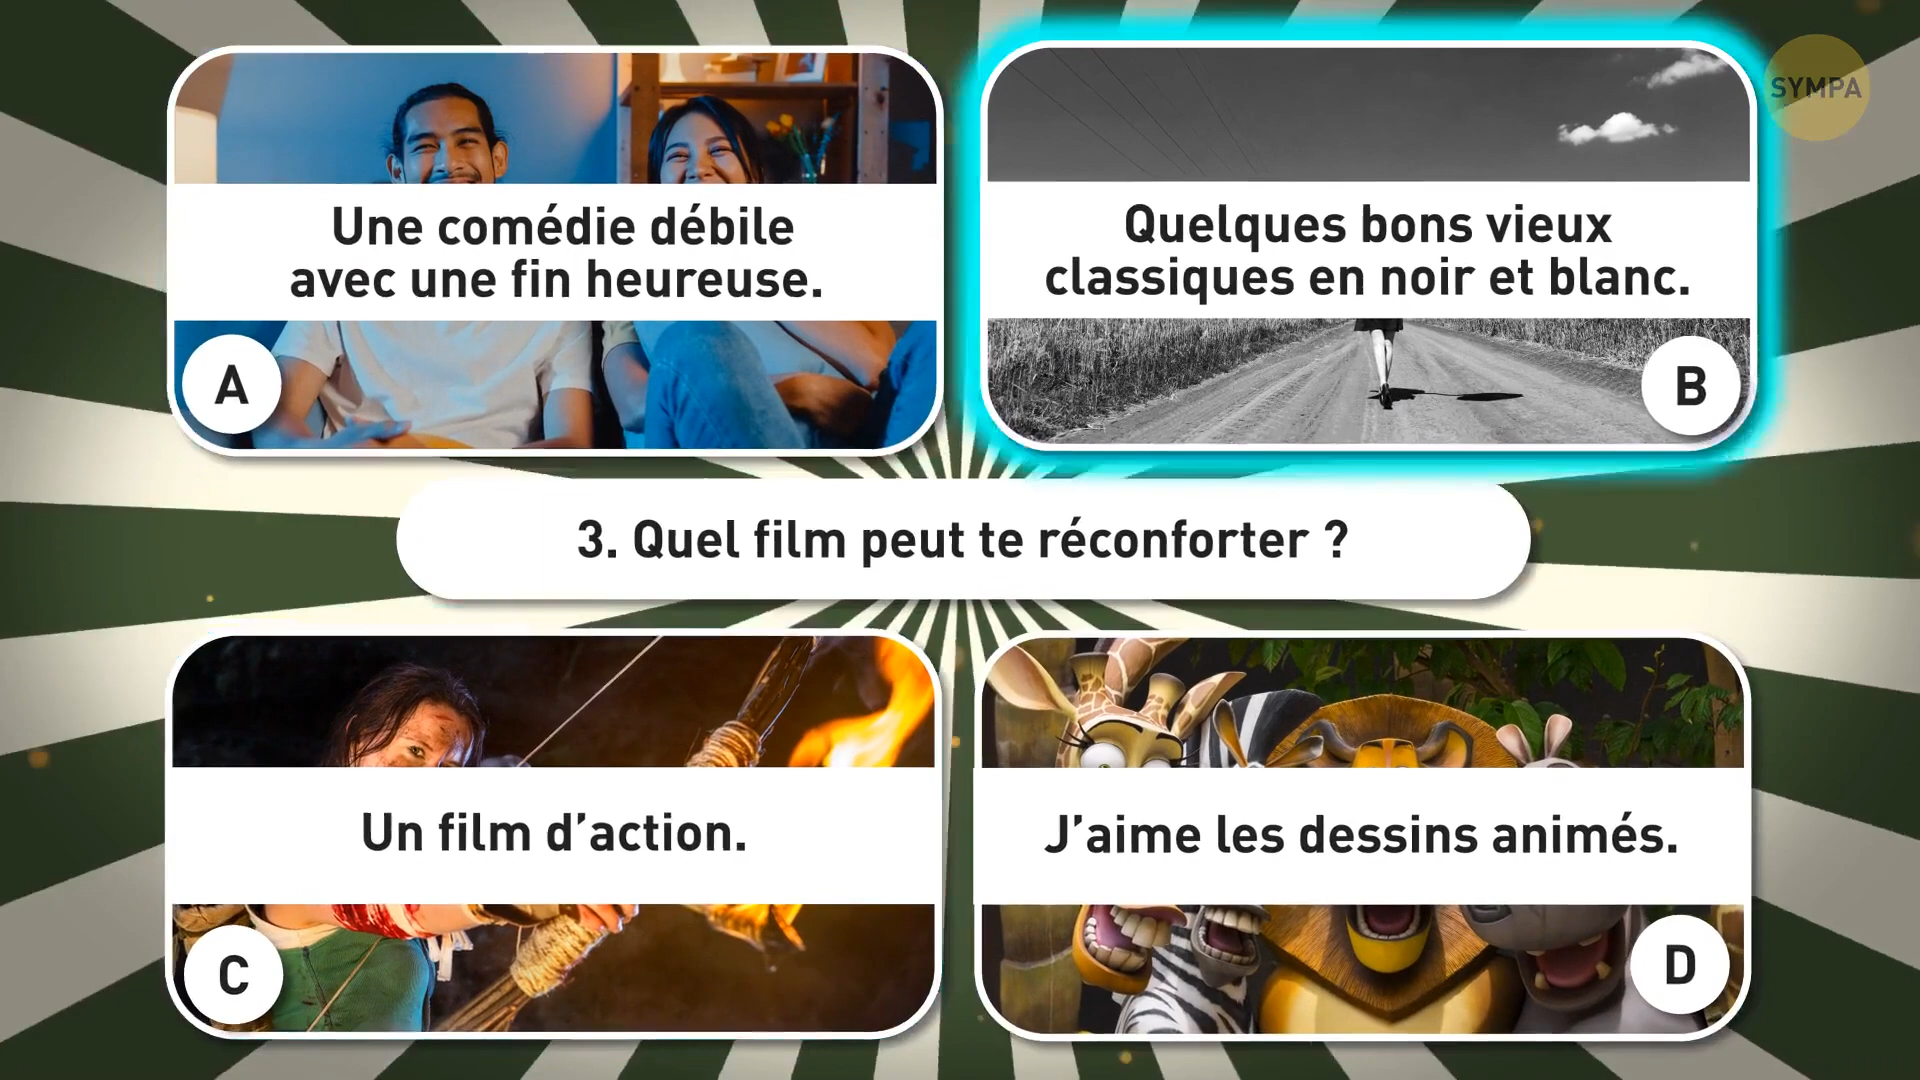 SYMPA
Une comédie débile
avec une fin heureuse.
A
Quelques bons vieux
classiques en noir et blanc.
B
3. Quel film peut te réconforter ?
Un film d’action.
C
J’aime les dessins animés.
D